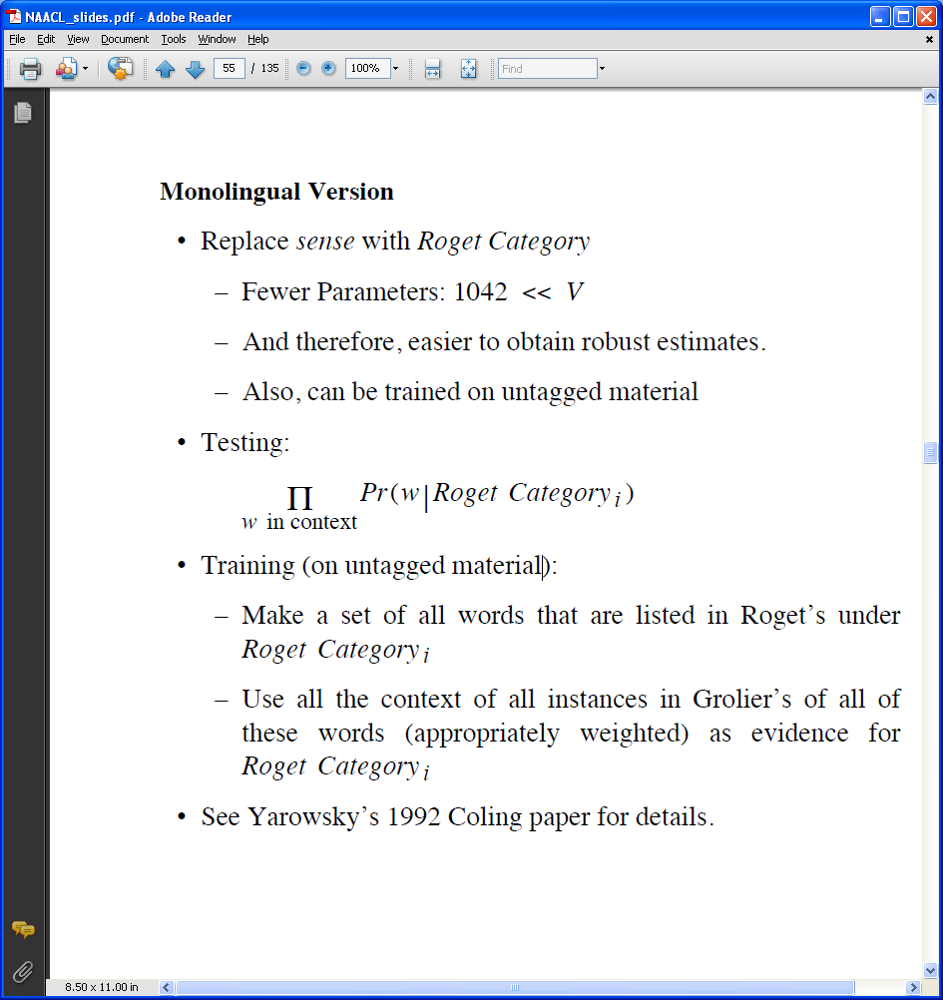 NAACL_slides.pdf - Adobe Reader
File Edit View Document Tools Window Help
55 / 135 100% Find
Monolingual Version
• Replace sense with Roget Category
– Fewer Parameters: 1042 << V
– And therefore, easier to obtain robust estimates.
– Also, can be trained on untagged material
• Testing:
∏ Pr(w|Roget Category i)
w in context
• Training (on untagged material):
– Make a set of all words that are listed in Roget's under
Roget Category i
– Use all the context of all instances in Grolier's of all of
these words (appropriately weighted) as evidence for
Roget Category i
• See Yarowsky's 1992 Coling paper for details.
8.50 x 11.00 in